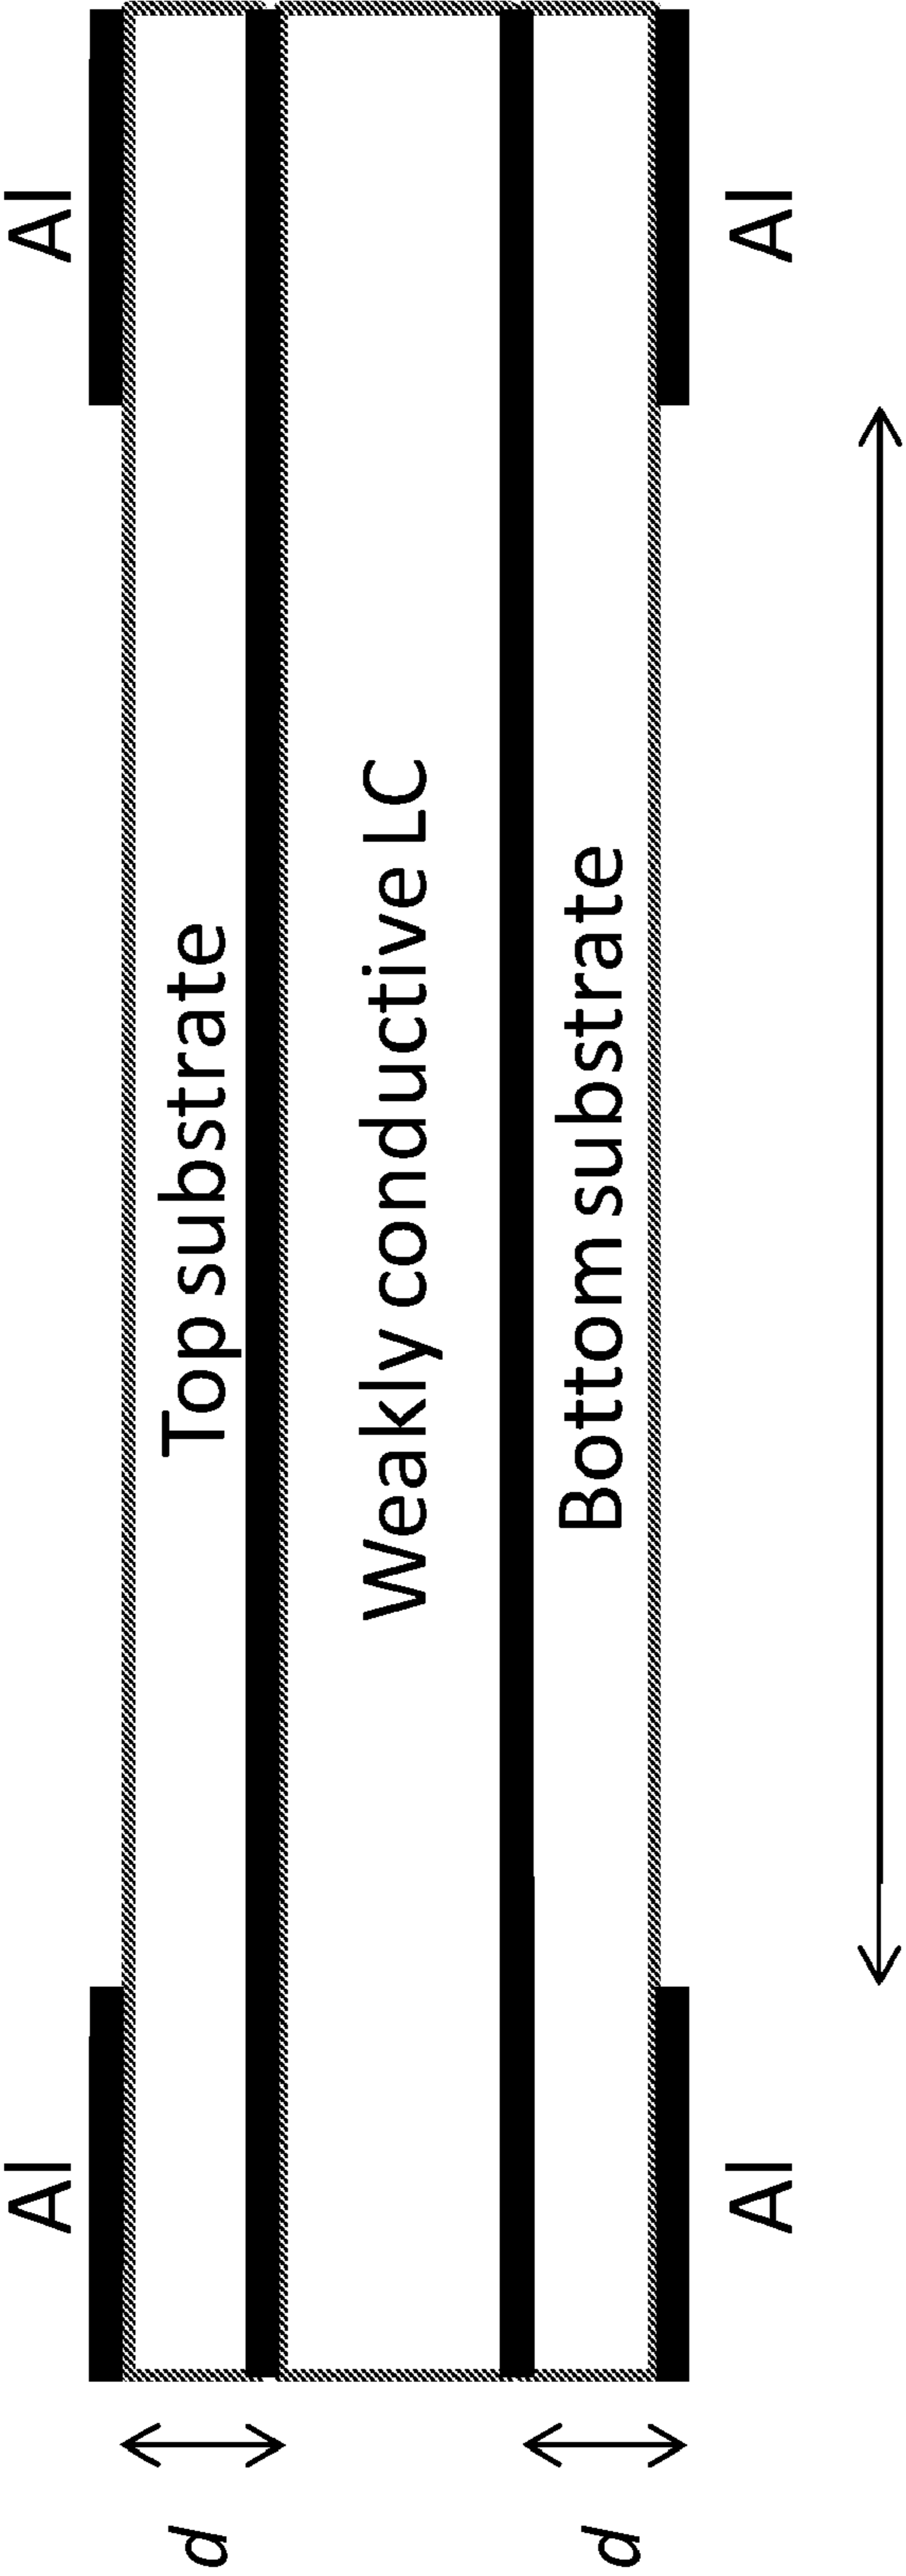 Al Al
Top substrate
d
Weakly conductive LC
Bottom substrate
d
Al Al